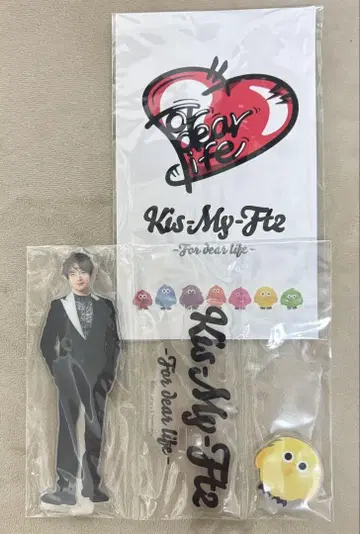 For
dear
life
Kis-My-Ft2
-For dear life-
Kis-My-Ft2
-For dear life-